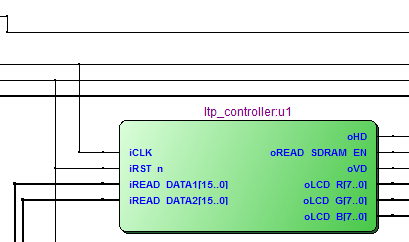 ltp_controller:u1
oHD
iCLK oREAD_SDRAM_EN
iRST_n oVD
iREAD_DATA1[15..0] oLCD_R[7..0]
iREAD_DATA2[15..0] oLCD_G[7..0]
oLCD_B[7..0]